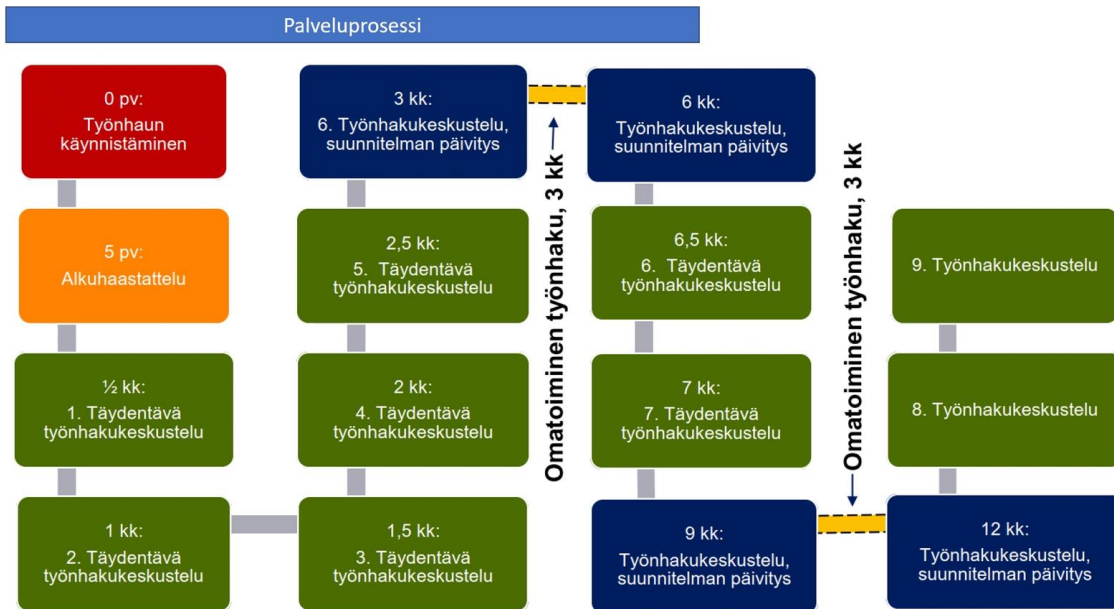 Palveluprosessi
0 pv:
Työnhaun
käynnistäminen
5 pv:
Alkuhaastattelu
½ kk:
1. Täydentävä
työnhakukeskustelu
1 kk:
2. Täydentävä
työnhakukeskustelu
1,5 kk:
3. Täydentävä
työnhakukeskustelu
2 kk:
4. Täydentävä
työnhakukeskustelu
2,5 kk:
5. Täydentävä
työnhakukeskustelu
3 kk:
6. Työnhakukeskustelu,
suunnitelman päivitys
Omatoiminen työnhaku, 3 kk
6 kk:
Työnhakukeskustelu,
suunnitelman päivitys
6,5 kk:
6. Täydentävä
työnhakukeskustelu
7 kk:
7. Täydentävä
työnhakukeskustelu
9 kk:
Työnhakukeskustelu,
suunnitelman päivitys
Omatoiminen työnhaku, 3 kk
12 kk:
Työnhakukeskustelu,
suunnitelman päivitys
8. Työnhakukeskustelu
9. Työnhakukeskustelu